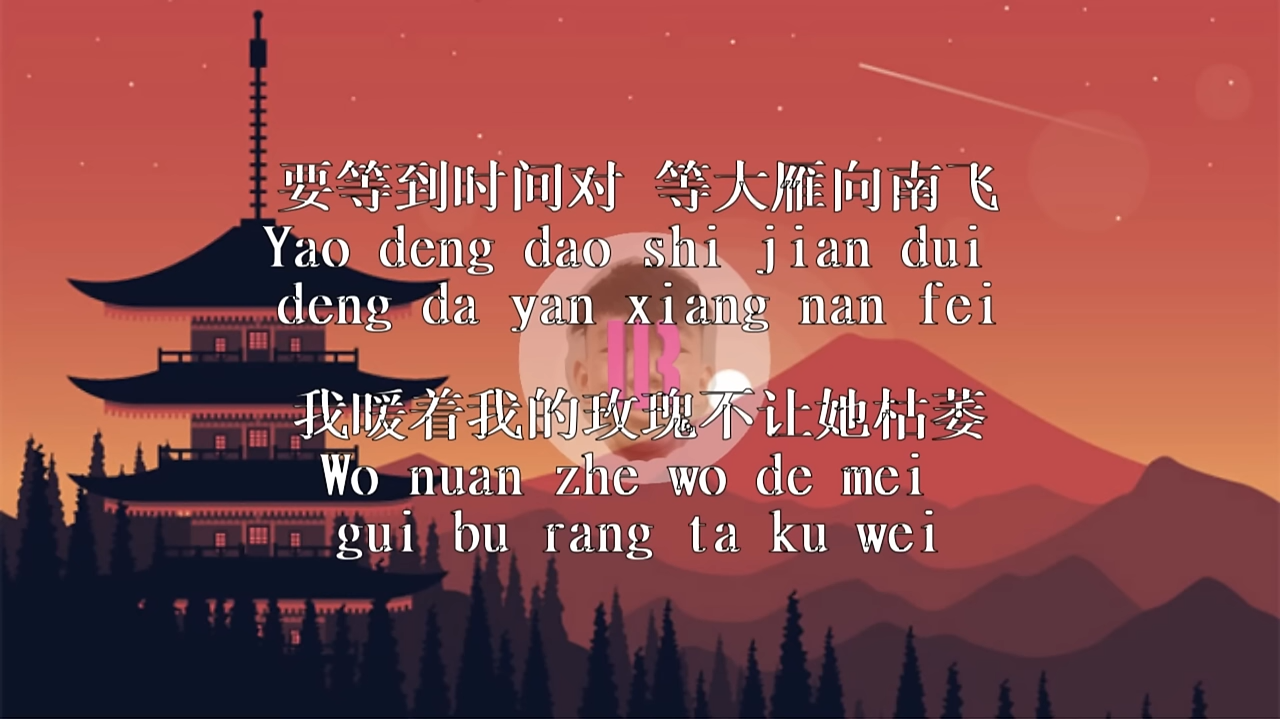 要等到时间对 等大雁向南飞
Yao deng dao shi jian dui
deng da yan xiang nan fei
我暖着我的玫瑰不让她枯萎
Wo nuan zhe wo de mei
gui bu rang ta ku wei